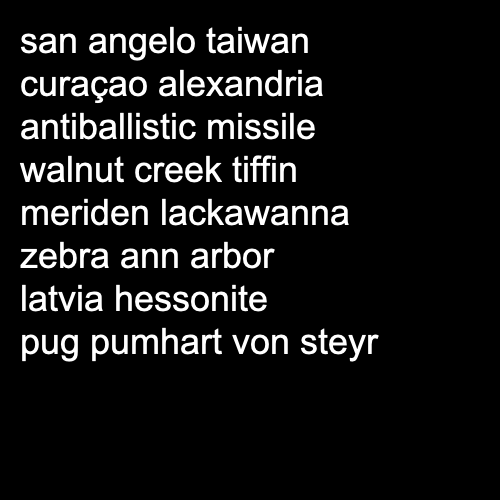 san angelo taiwan
curaçao alexandria
antiballistic missile
walnut creek tiffin
meriden lackawanna
zebra ann arbor
latvia hessonite
pug pumhart von steyr